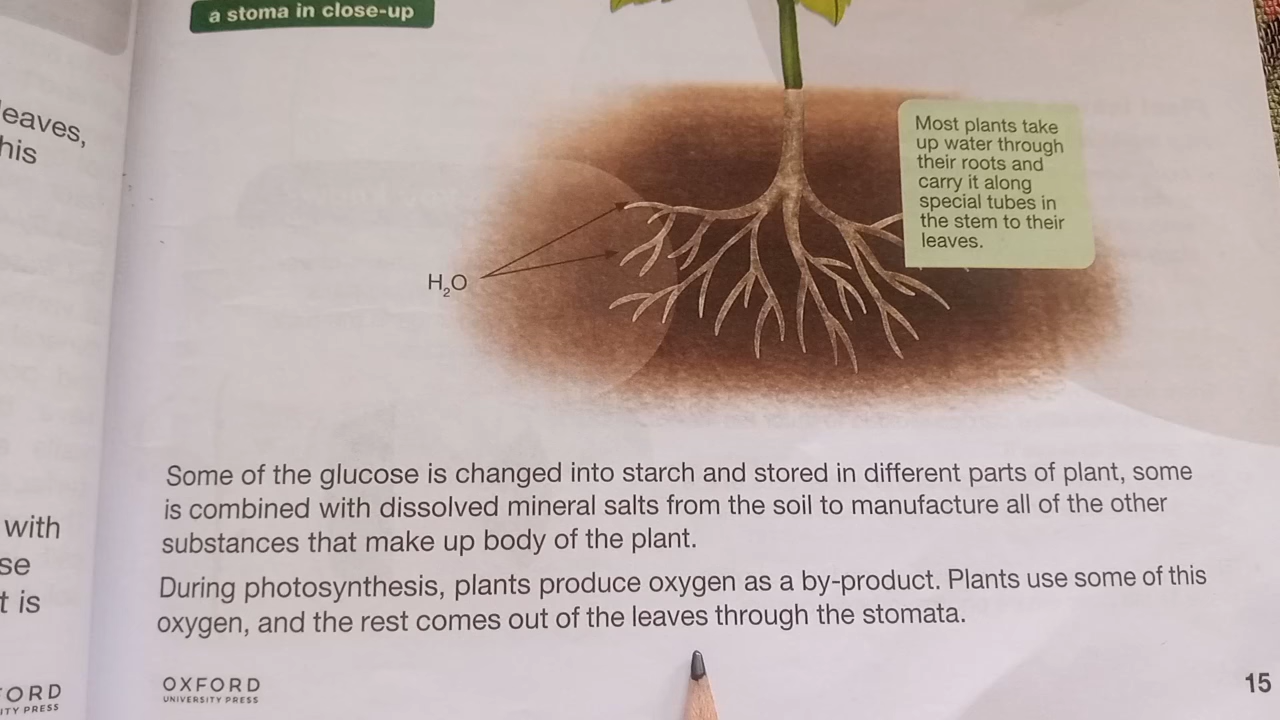 a stoma in close-up
leaves,
his
Most plants take
up water through
their roots and
carry it along
special tubes in
the stem to their
leaves.
H₂O
Some of the glucose is changed into starch and stored in different parts of plant, some
is combined with dissolved mineral salts from the soil to manufacture all of the other
substances that make up body of the plant.
During photosynthesis, plants produce oxygen as a by-product. Plants use some of this
oxygen, and the rest comes out of the leaves through the stomata.
with
se
t is
ORD
ITY PRESS
OXFORD
UNIVERSITY PRESS
15